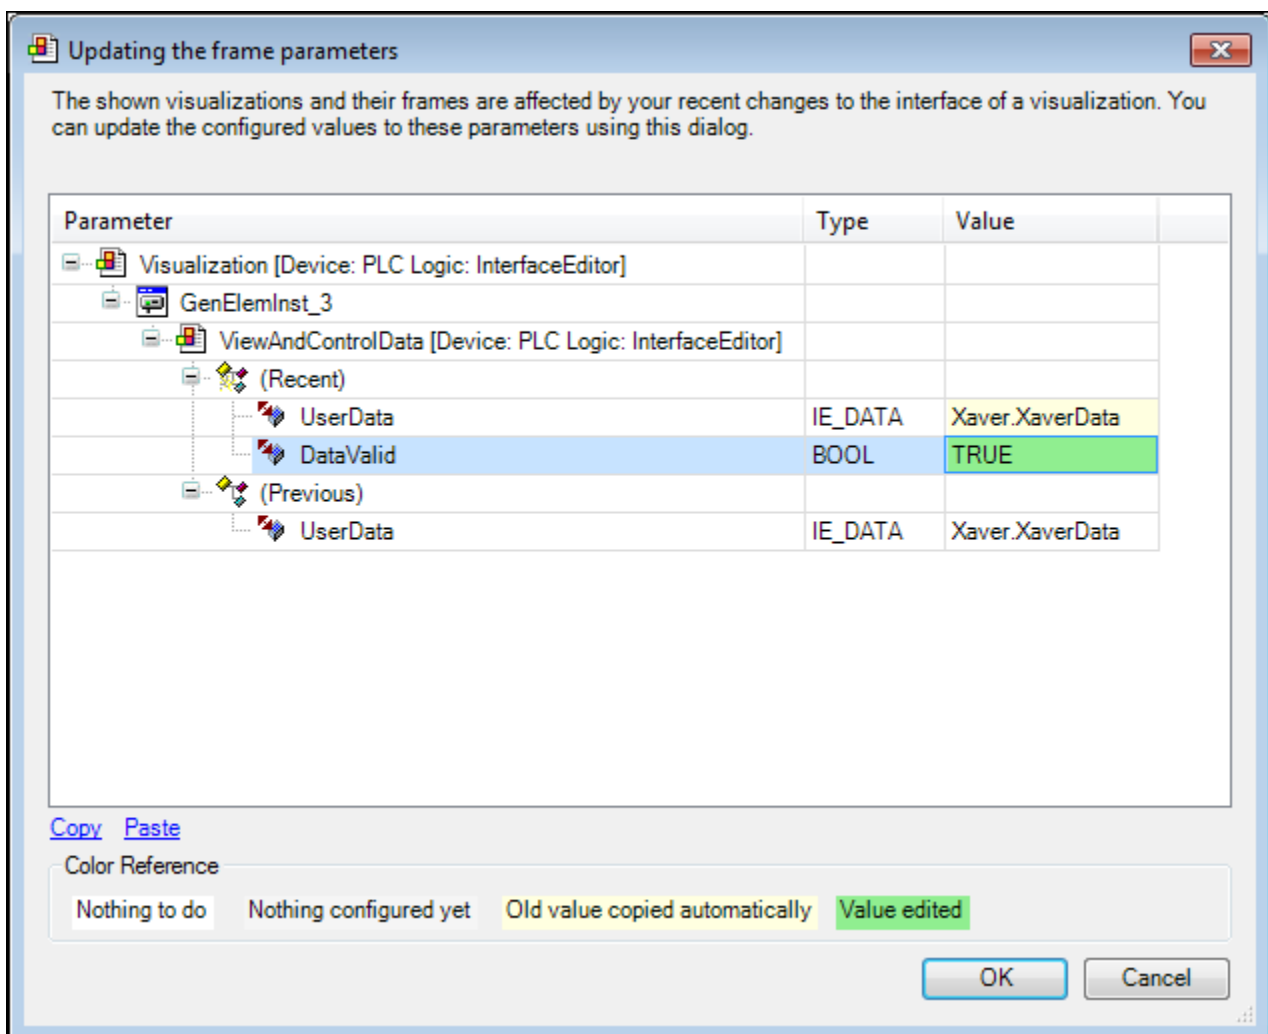 Updating the frame parameters
The shown visualizations and their frames are affected by your recent changes to the interface of a visualization. You
can update the configured values to these parameters using this dialog.
Parameter Type Value
Visualization [Device: PLC Logic: InterfaceEditor]
GenElemInst_3
ViewAndControlData [Device: PLC Logic: InterfaceEditor]
(Recent)
UserData IE_DATA Xaver.XaverData
DataValid BOOL TRUE
(Previous)
UserData IE_DATA Xaver.XaverData
Copy Paste
Color Reference
Nothing to do Nothing configured yet Old value copied automatically Value edited
OK Cancel